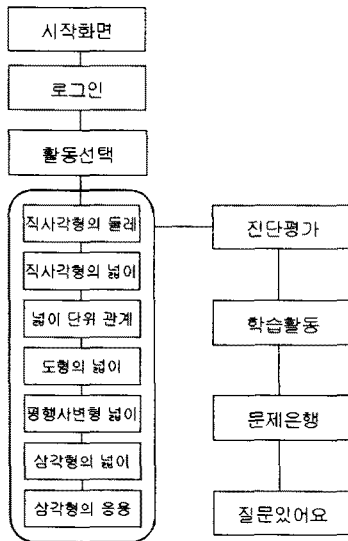 시작화면
로그인
활동선택
직사각형의 둘레
직사각형의 넓이
넓이 단위 관계
도형의 넓이
평행사변형 넓이
삼각형의 넓이
삼각형의 응용
진단평가
학습활동
문제은행
질문있어요